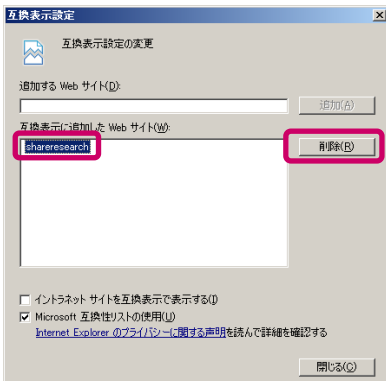 互換表示設定
互換表示設定の変更
追加する Web サイト(D):
追加(A)
互換表示に追加した Web サイト(W):
shareresearch
削除(R)
イントラネット サイトを互換表示で表示する(I)
Microsoft 互換性リストの使用(U)
Internet Explorer のプライバシーに関する声明を読んで詳細を確認する
閉じる(C)